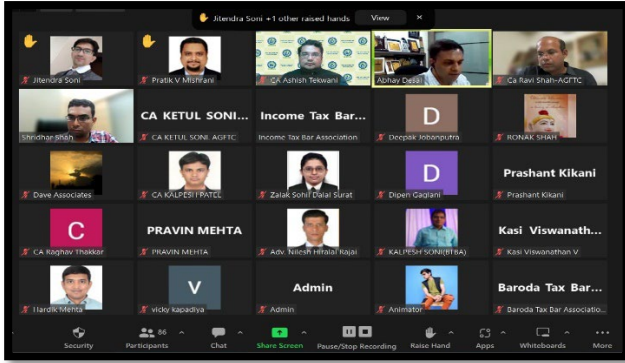 Jitendra Soni +1 other raised hands View ×
Jitendra Soni
Pratik V Mishrani
CA Ashish Tekwani
Abhay Desai
Ca Ravi Shah-AGFTC
Shridhar Shah
CA KETUL SONI...
CA KETUL SONI. AGFTC
Income Tax Bar...
Income Tax Bar Association
D
Deepak Jobanputra
RONAK SHAH
Dave Associates
CA KALPESH I PATEL
Zalak Sohil Dalal Surat
D
Dipen Gaglani
Prashant Kikani
Prashant Kikani
C
CA Raghav Thakkar
PRAVIN MEHTA
PRAVIN MEHTA
Adv. Nilesh Hiralal Rajai
KALPESH SONI(BTBA)
Kasi Viswanath...
Kasi Viswanathan V
Hardik Mehta
V
vicky kapadiya
Admin
Admin
Animator
Baroda Tax Bar...
Baroda Tax Bar Associatio...
Security
Participants
86
Chat
Share Screen
Pause/Stop Recording
Raise Hand
Apps
Whiteboards
More